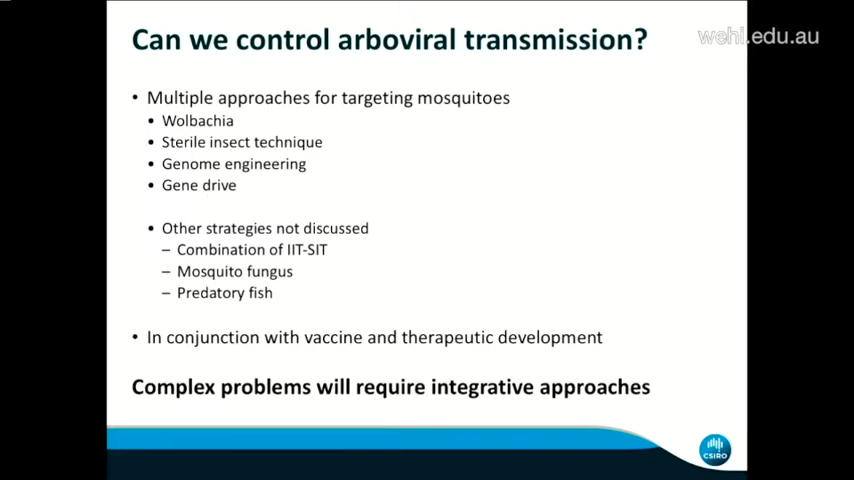 Can we control arboviral transmission?
wehi.edu.au
• Multiple approaches for targeting mosquitoes
• Wolbachia
• Sterile insect technique
• Genome engineering
• Gene drive
• Other strategies not discussed
– Combination of IIT-SIT
– Mosquito fungus
– Predatory fish
• In conjunction with vaccine and therapeutic development
Complex problems will require integrative approaches
CSIRO